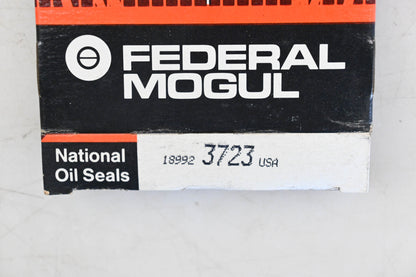 FEDERAL
MOGUL
National
Oil Seals
18992 3723 USA